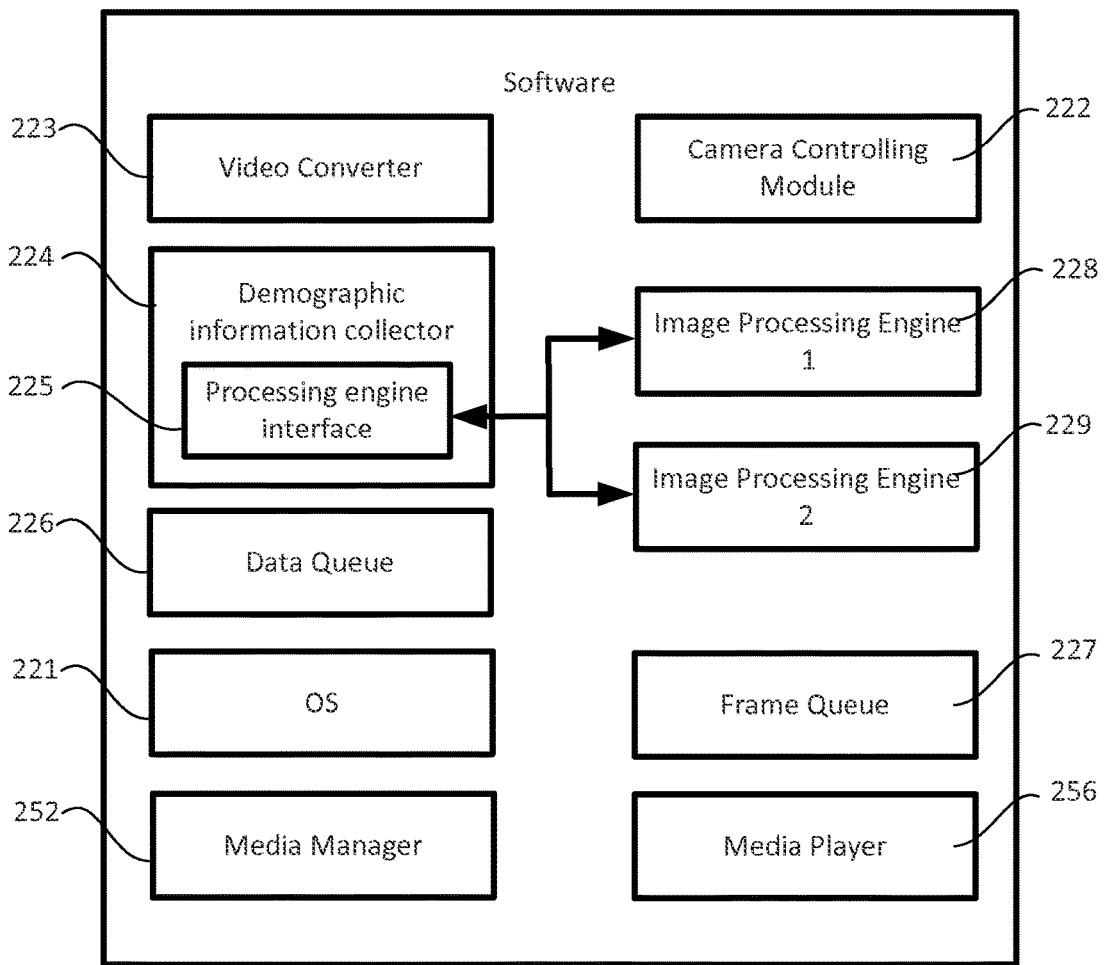 Software
223
Video Converter
222
Camera Controlling
Module
224
Demographic
information collector
225
Processing engine
interface
228
Image Processing Engine
1
229
Image Processing Engine
2
226
Data Queue
221
OS
227
Frame Queue
252
Media Manager
256
Media Player